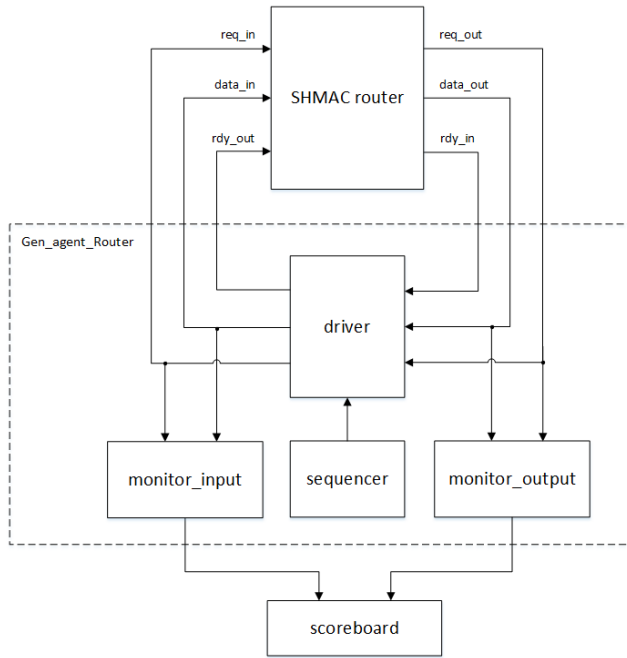 req_in
req_out
data_in
SHMAC router
data_out
rdy_out
rdy_in
Gen_agent_Router
driver
monitor_input
sequencer
monitor_output
scoreboard